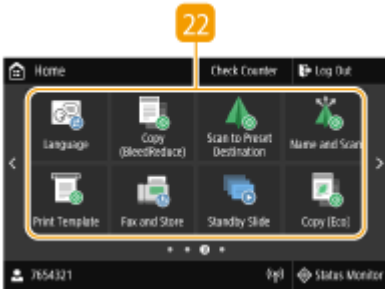 22
Home Check Counter Log Out
Language Copy (BleedReduce) Scan to Preset Destination Name and Scan
Print Template Fax and Store Standby Slide Copy (Eco)
7654321 Status Monitor